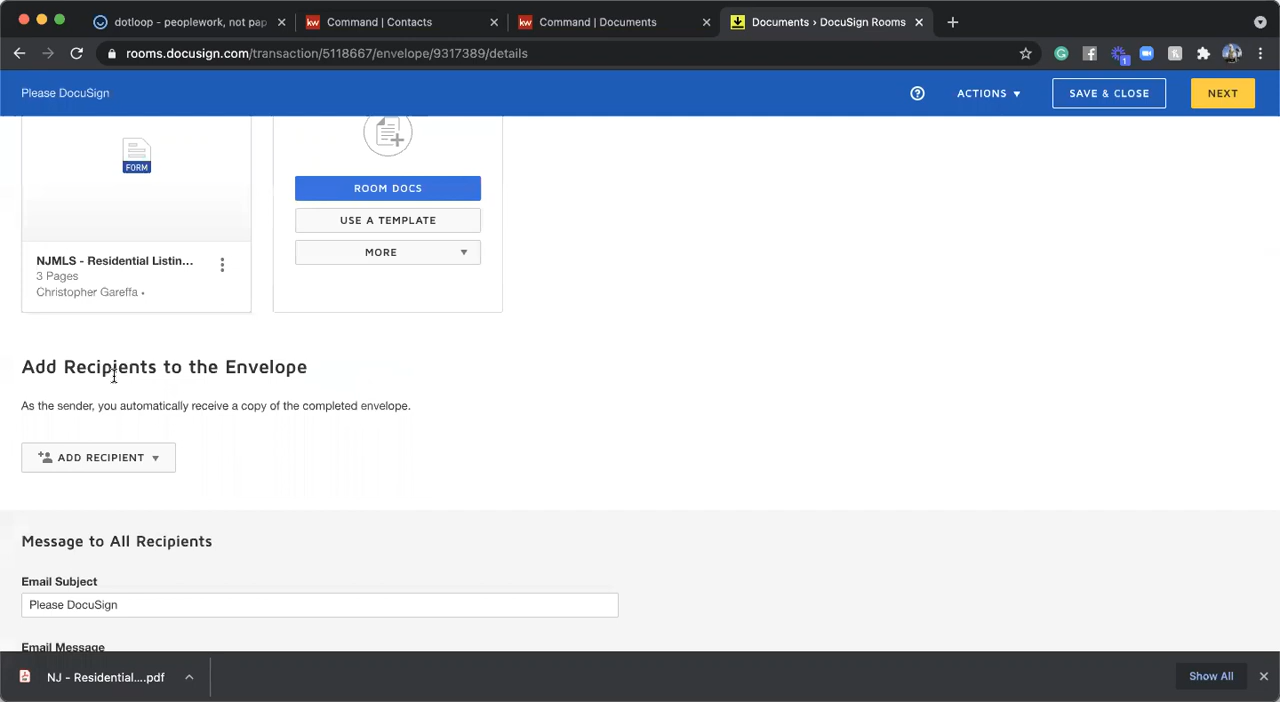 dotloop - peoplework, not pap
kw Command | Contacts
kw Command | Documents
Documents › DocuSign Rooms
rooms.docusign.com/transaction/5118667/envelope/9317389/details
1
Please DocuSign
ACTIONS
SAVE & CLOSE
NEXT
FORM
NJMLS - Residential Listin...
3 Pages
Christopher Gareffa •
ROOM DOCS
USE A TEMPLATE
MORE
Add Recipients to the Envelope
As the sender, you automatically receive a copy of the completed envelope.
ADD RECIPIENT
Message to All Recipients
Email Subject
Please DocuSign
Email Message
NJ - Residential....pdf
Show All